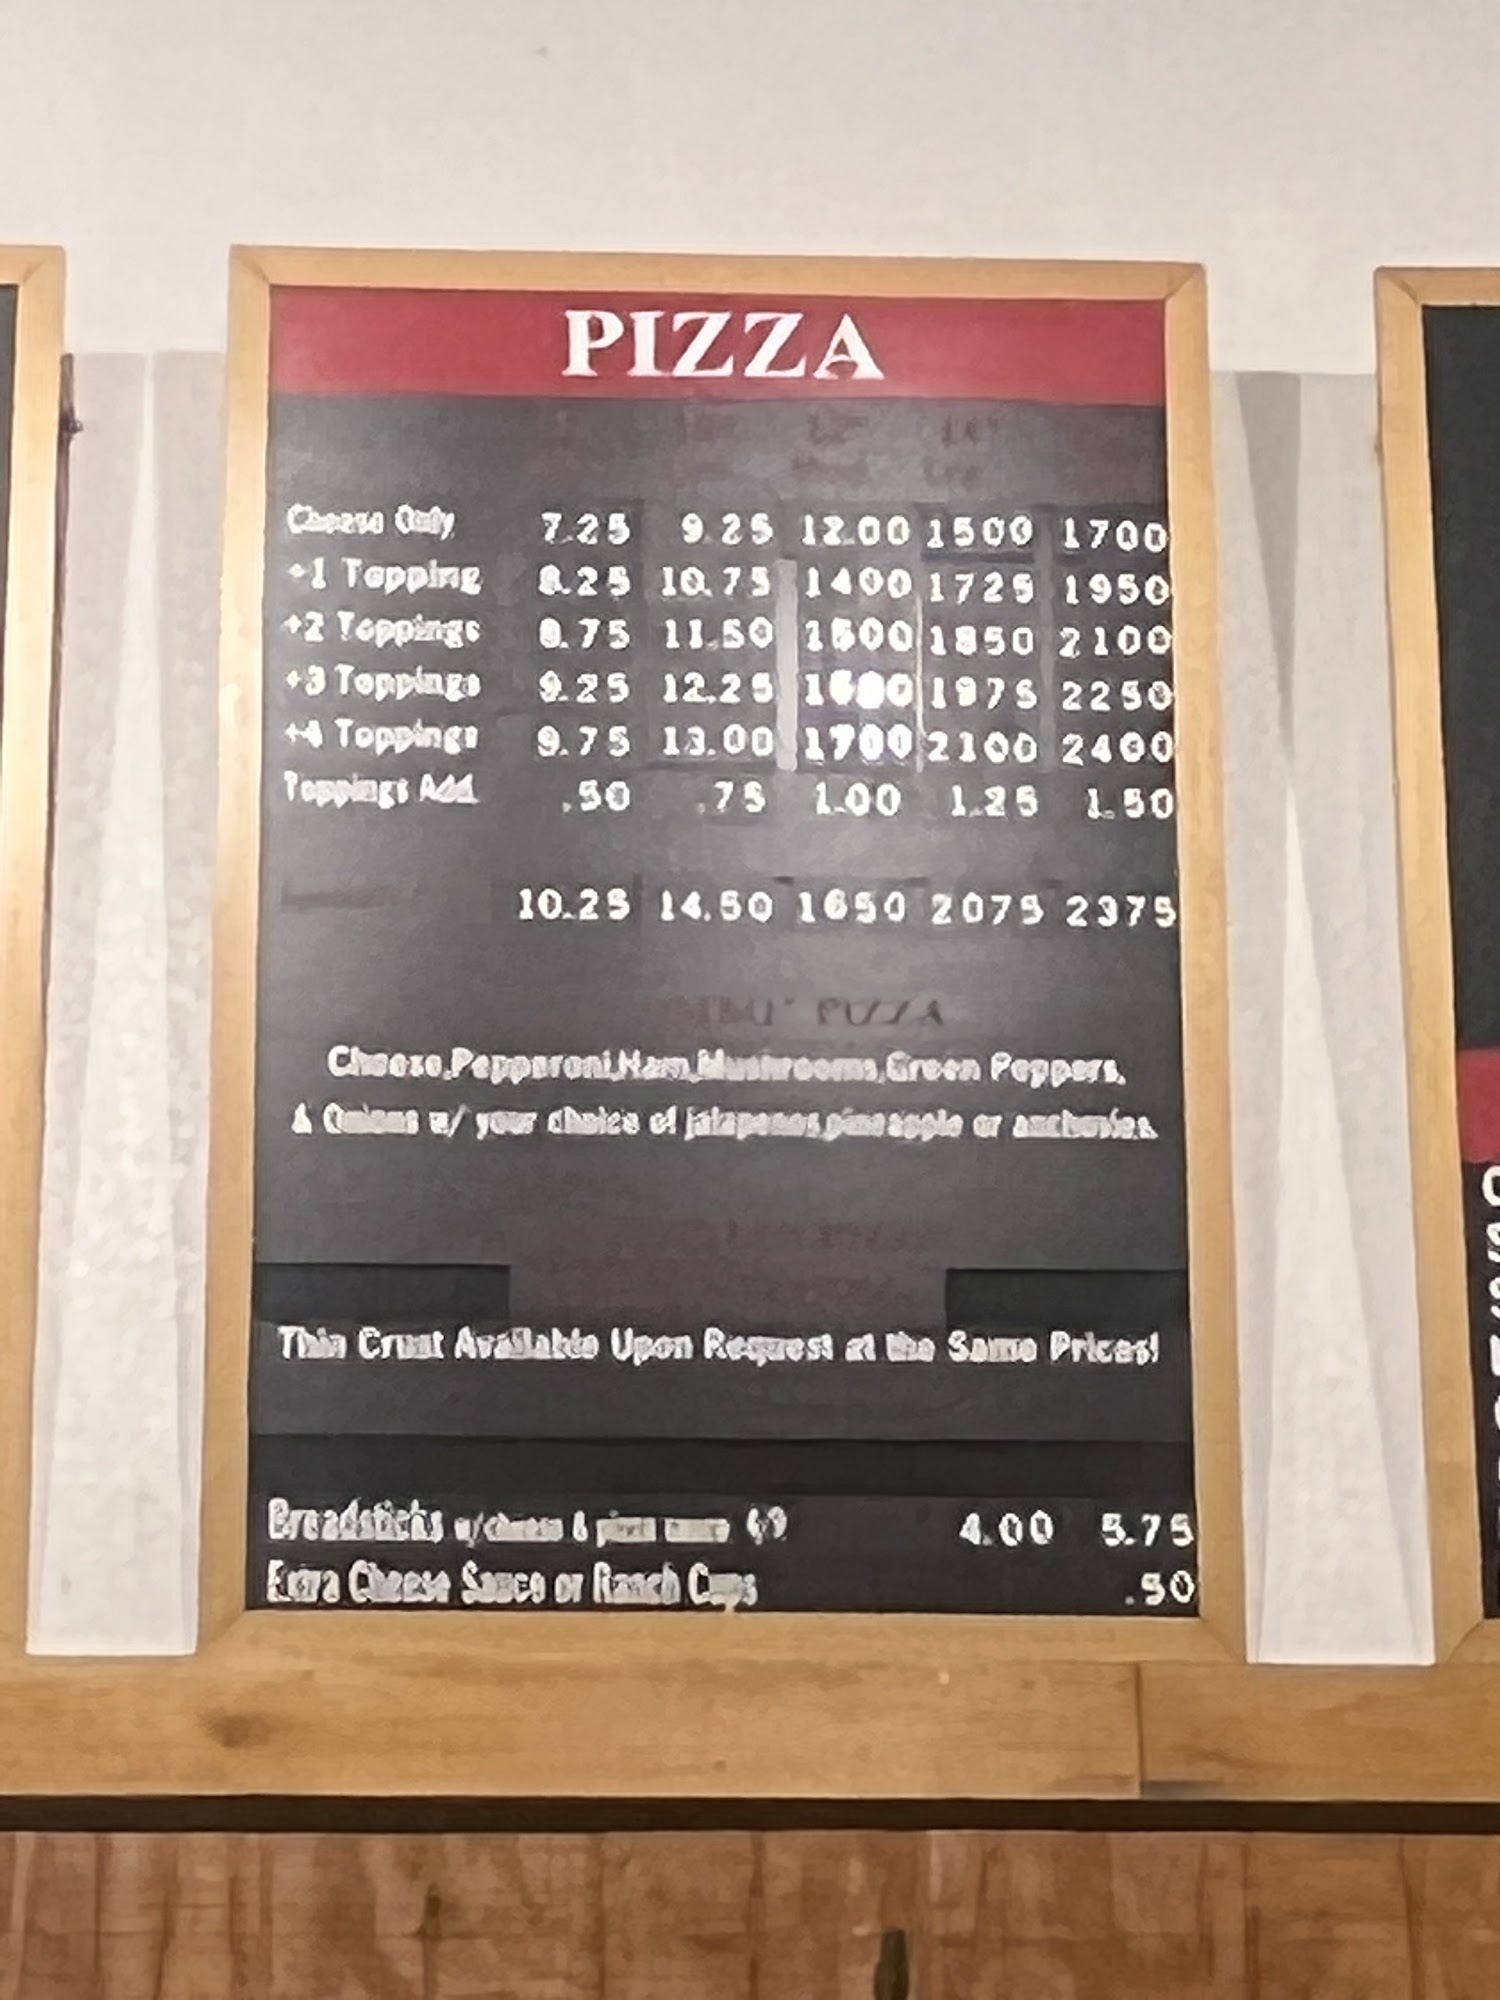 PIZZA
12" 14"
Cheese Only 7.25 9.25 12.00 1500 1700
+1 Topping 8.25 10.75 1400 1725 1950
+2 Toppings 8.75 11.50 1500 1850 2100
+3 Toppings 9.25 12.25 1600 1975 2250
+4 Toppings 9.75 13.00 1700 2100 2400
Toppings Add. .50 .75 1.00 1.25 1.50
10.25 14.50 1650 2075 2375
PIZZA
Cheese,Pepperoni,Ham,Mushrooms,Green Peppers,
& Onions w/ your choice of jalapenos,pineapple or anchovies.
Thin Crust Available Upon Request at the Same Prices!
Breadsticks w/cheese & 4.00 5.75
Extra Cheese Sauce or Ranch Cups .50